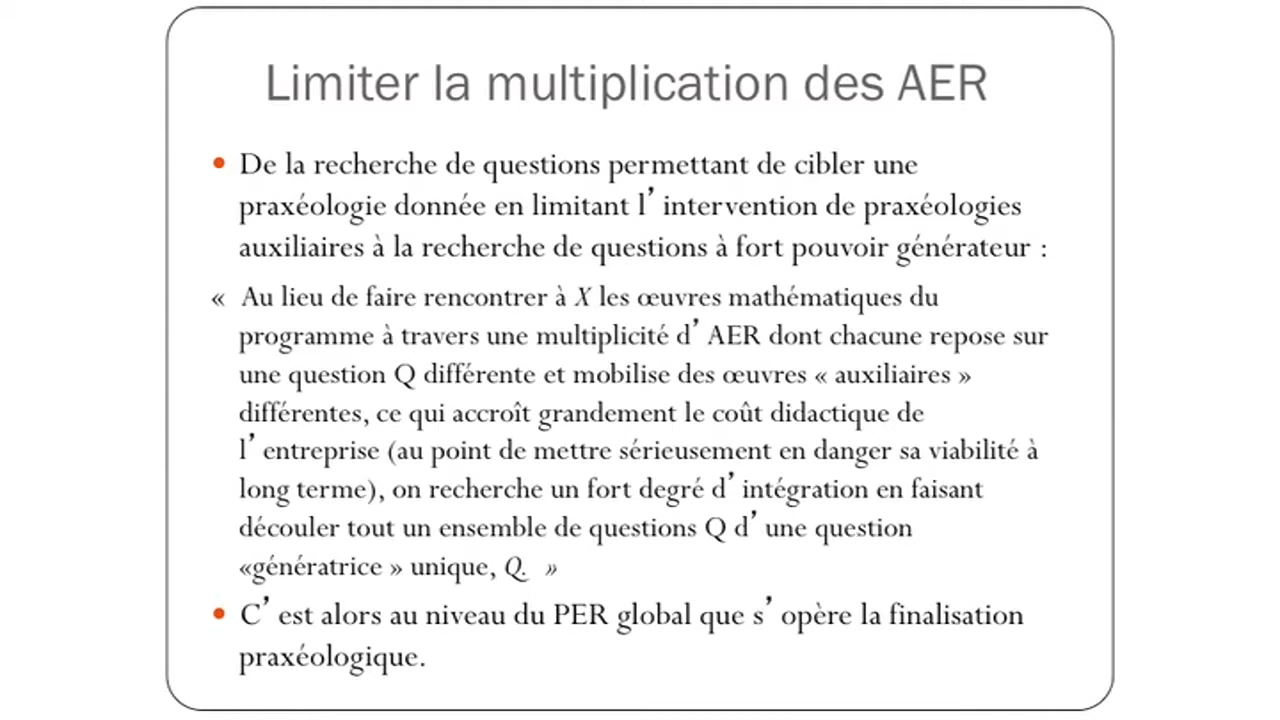 Limiter la multiplication des AER
• De la recherche de questions permettant de cibler une
praxéologie donnée en limitant l’ intervention de praxéologies
auxiliaires à la recherche de questions à fort pouvoir générateur :
« Au lieu de faire rencontrer à X les œuvres mathématiques du
programme à travers une multiplicité d’ AER dont chacune repose sur
une question Q différente et mobilise des œuvres « auxiliaires »
différentes, ce qui accroît grandement le coût didactique de
l’ entreprise (au point de mettre sérieusement en danger sa viabilité à
long terme), on recherche un fort degré d’ intégration en faisant
découler tout un ensemble de questions Q d’ une question
«génératrice » unique, Q. »
• C’ est alors au niveau du PER global que s’ opère la finalisation
praxéologique.